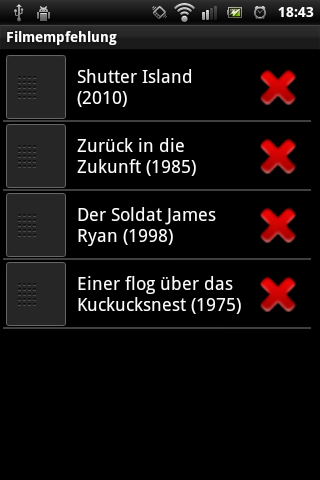 18:43
Filmempfehlung
Shutter Island
(2010)
Zurück in die
Zukunft (1985)
Der Soldat James
Ryan (1998)
Einer flog über das
Kuckucksnest (1975)